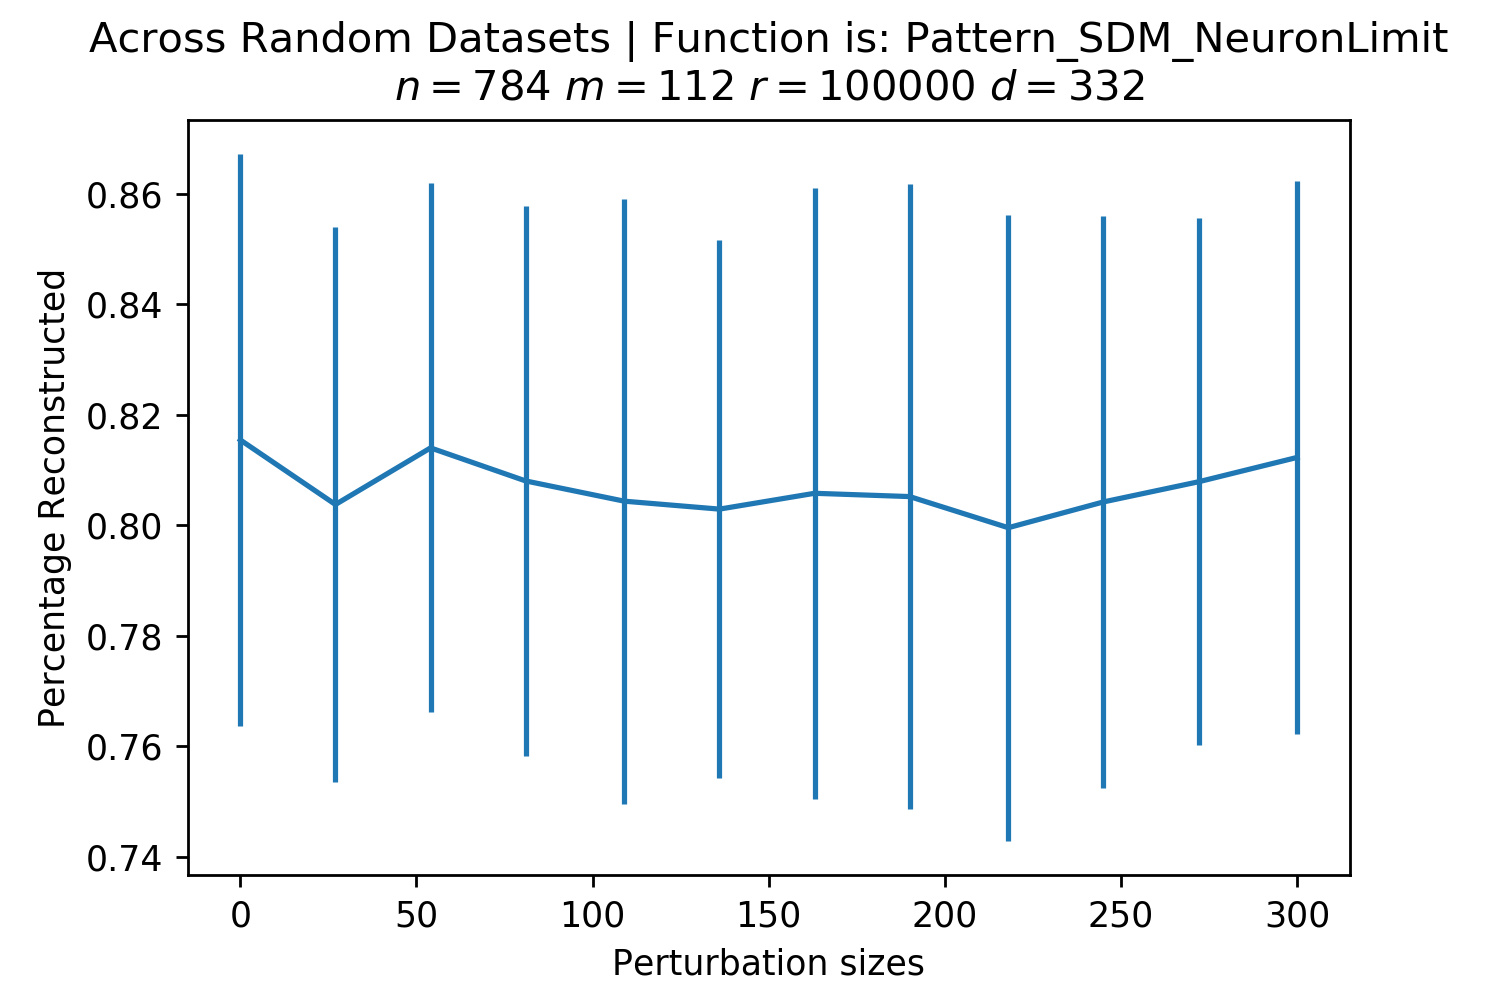 Across Random Datasets | Function is: Pattern_SDM_NeuronLimit
n = 784 m = 112 r = 100000 d = 332
Percentage Reconstructed
0.86
0.84
0.82
0.80
0.78
0.76
0.74
0 50 100 150 200 250 300
Perturbation sizes